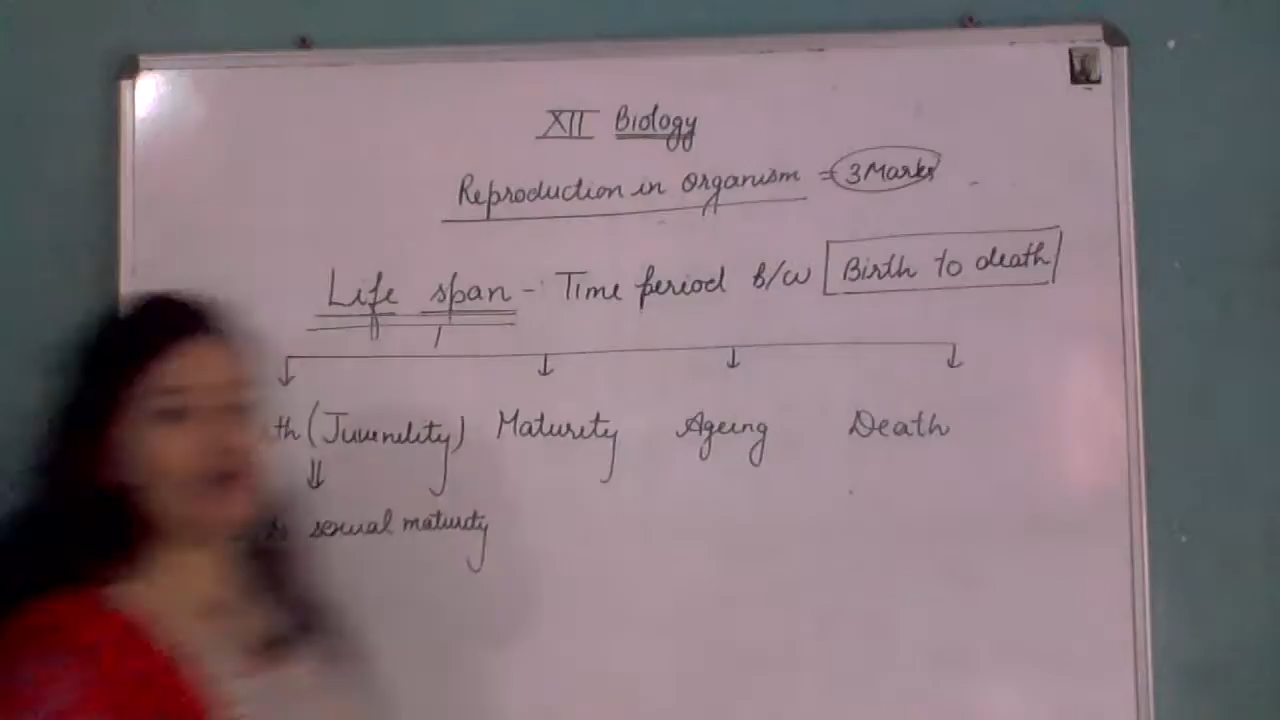 XII Biology
Reproduction in Organism = 3 Marks
Life span - Time period b/w Birth to death
th (Juvenility) Maturity Ageing Death
sexual maturity